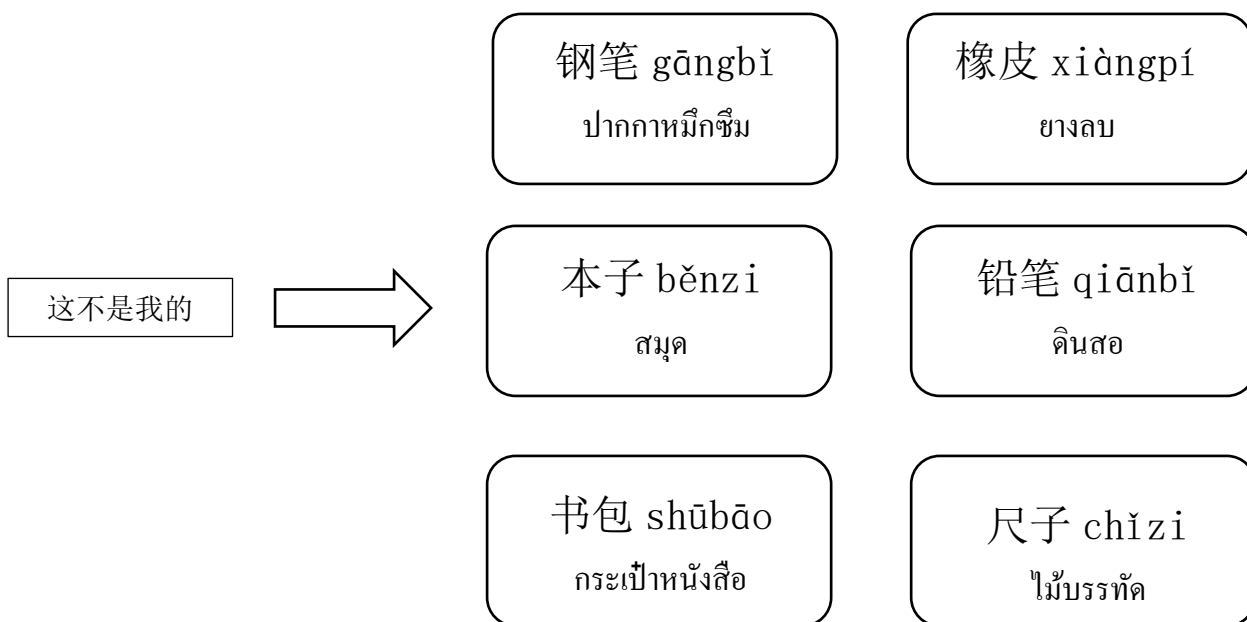 钢笔 gāngbǐ
ปากกาหมึกซึม
橡皮 xiàngpí
ยางลบ
这不是我的
本子 běnzi
สมุด
铅笔 qiānbǐ
ดินสอ
书包 shūbāo
กระเป๋าหนังสือ
尺子 chǐzi
ไม้บรรทัด